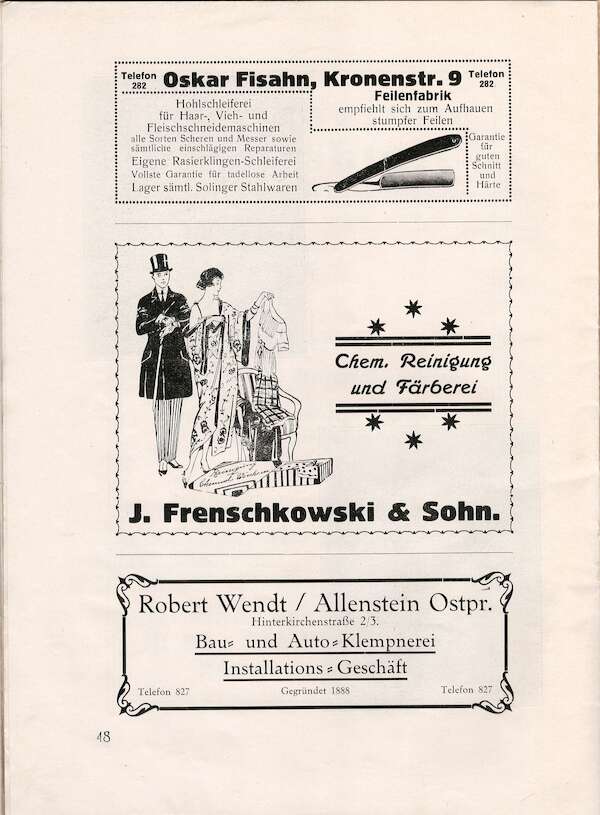 Telefon 282
Oskar Fisahn, Kronenstr. 9
Telefon 282
Hohlschleiferei
für Haar-, Vieh- und
Fleischschneidemaschinen
alle Sorten Scheren und Messer sowie
sämtliche einschlägigen Reparaturen
Eigene Rasierklingen-Schleiferei
Vollste Garantie für tadellose Arbeit
Lager sämtl. Solinger Stahlwaren
Feilenfabrik
empfiehlt sich zum Aufhauen
stumpfer Feilen
Garantie
für
guten
Schnitt
und
Härte
Chem. Reinigung
und Färberei
Reinigung
J. Frenschkowski & Sohn.
Robert Wendt / Allenstein Ostpr.
Hinterkirchenstraße 2/3.
Bau- und Auto-Klempnerei
Installations-Geschäft
Telefon 827 Gegründet 1888 Telefon 827
48